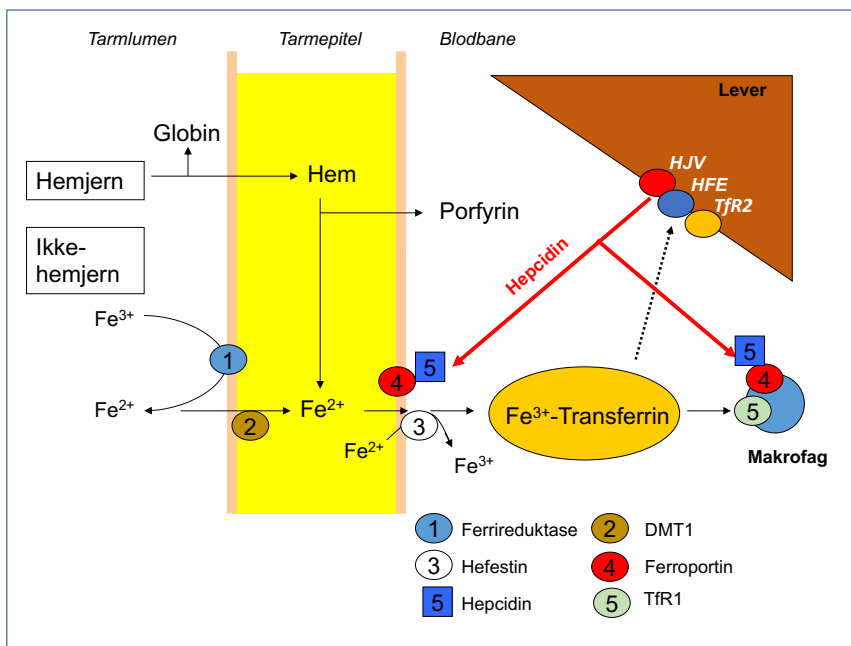 Tarmlumen
Tarmepitel
Blodbane
Lever
Globin
HJV
HFE
TfR2
Hemjern
Hem
Porfyrin
Ikke-
hemjern
Hepcidin
Fe³⁺
1
5
4
5
4
5
Fe²⁺
2
Fe²⁺
3
Fe²⁺
Fe³⁺
Fe³⁺-Transferrin
Makrofag
1 Ferrireduktase
2 DMT1
3 Hefestin
4 Ferroportin
5 Hepcidin
5 TfR1